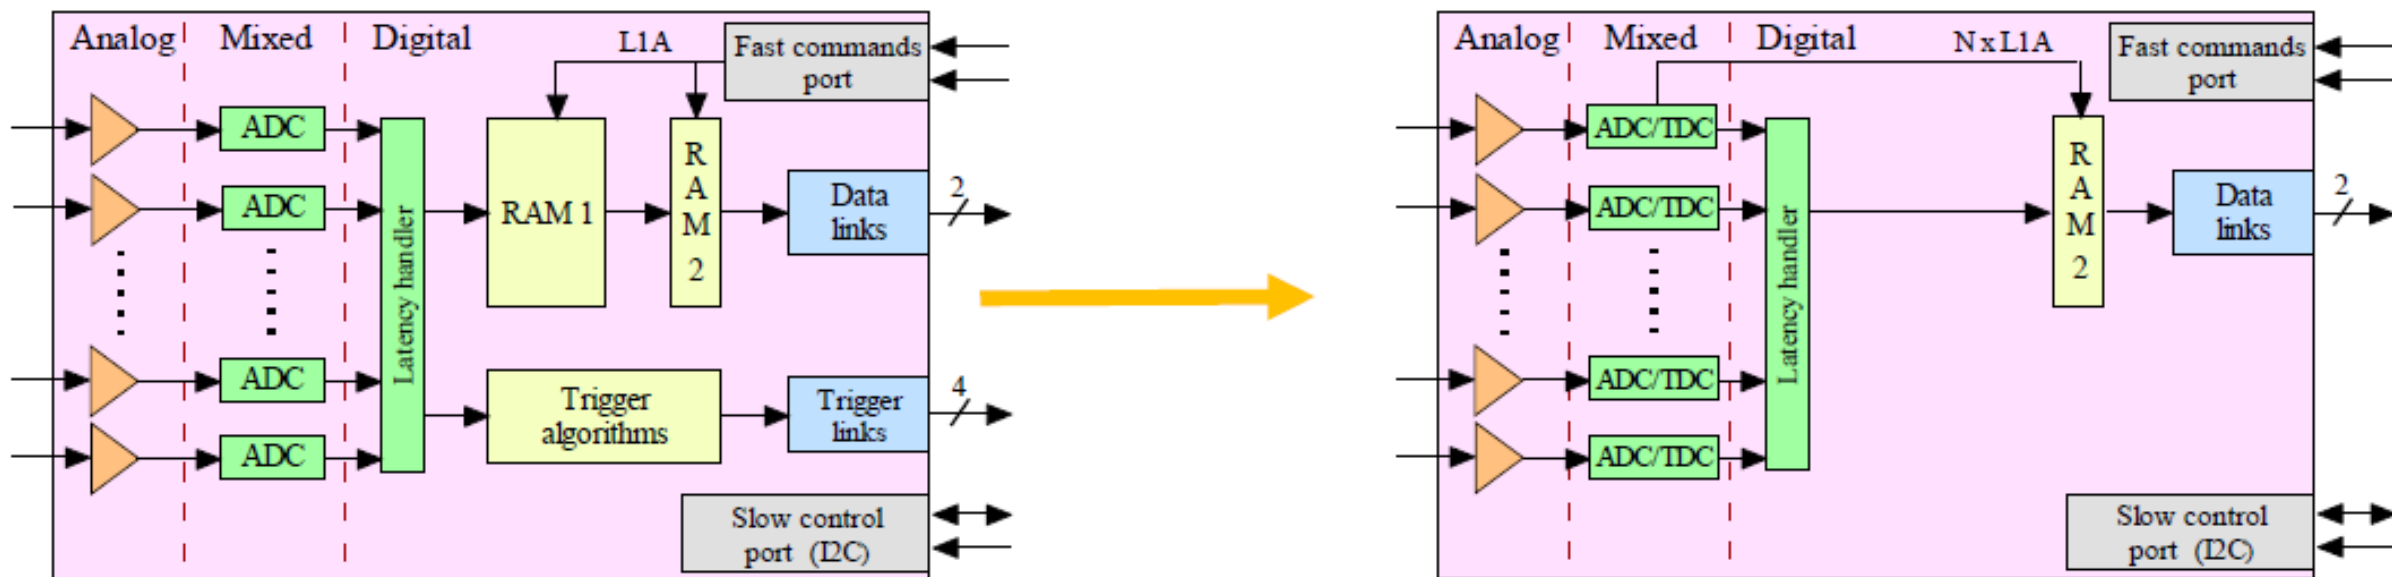 Analog
Mixed
Digital
L1A
Fast commands
port
ADC
ADC
ADC
ADC
Latency handler
RAM 1
R
A
M
2
Data
links
2
Trigger
algorithms
Trigger
links
4
Slow control
port (I2C)
Analog
Mixed
Digital
N x L1A
Fast commands
port
ADC/TDC
ADC/TDC
ADC/TDC
ADC/TDC
Latency handler
R
A
M
2
Data
links
2
Slow control
port (I2C)